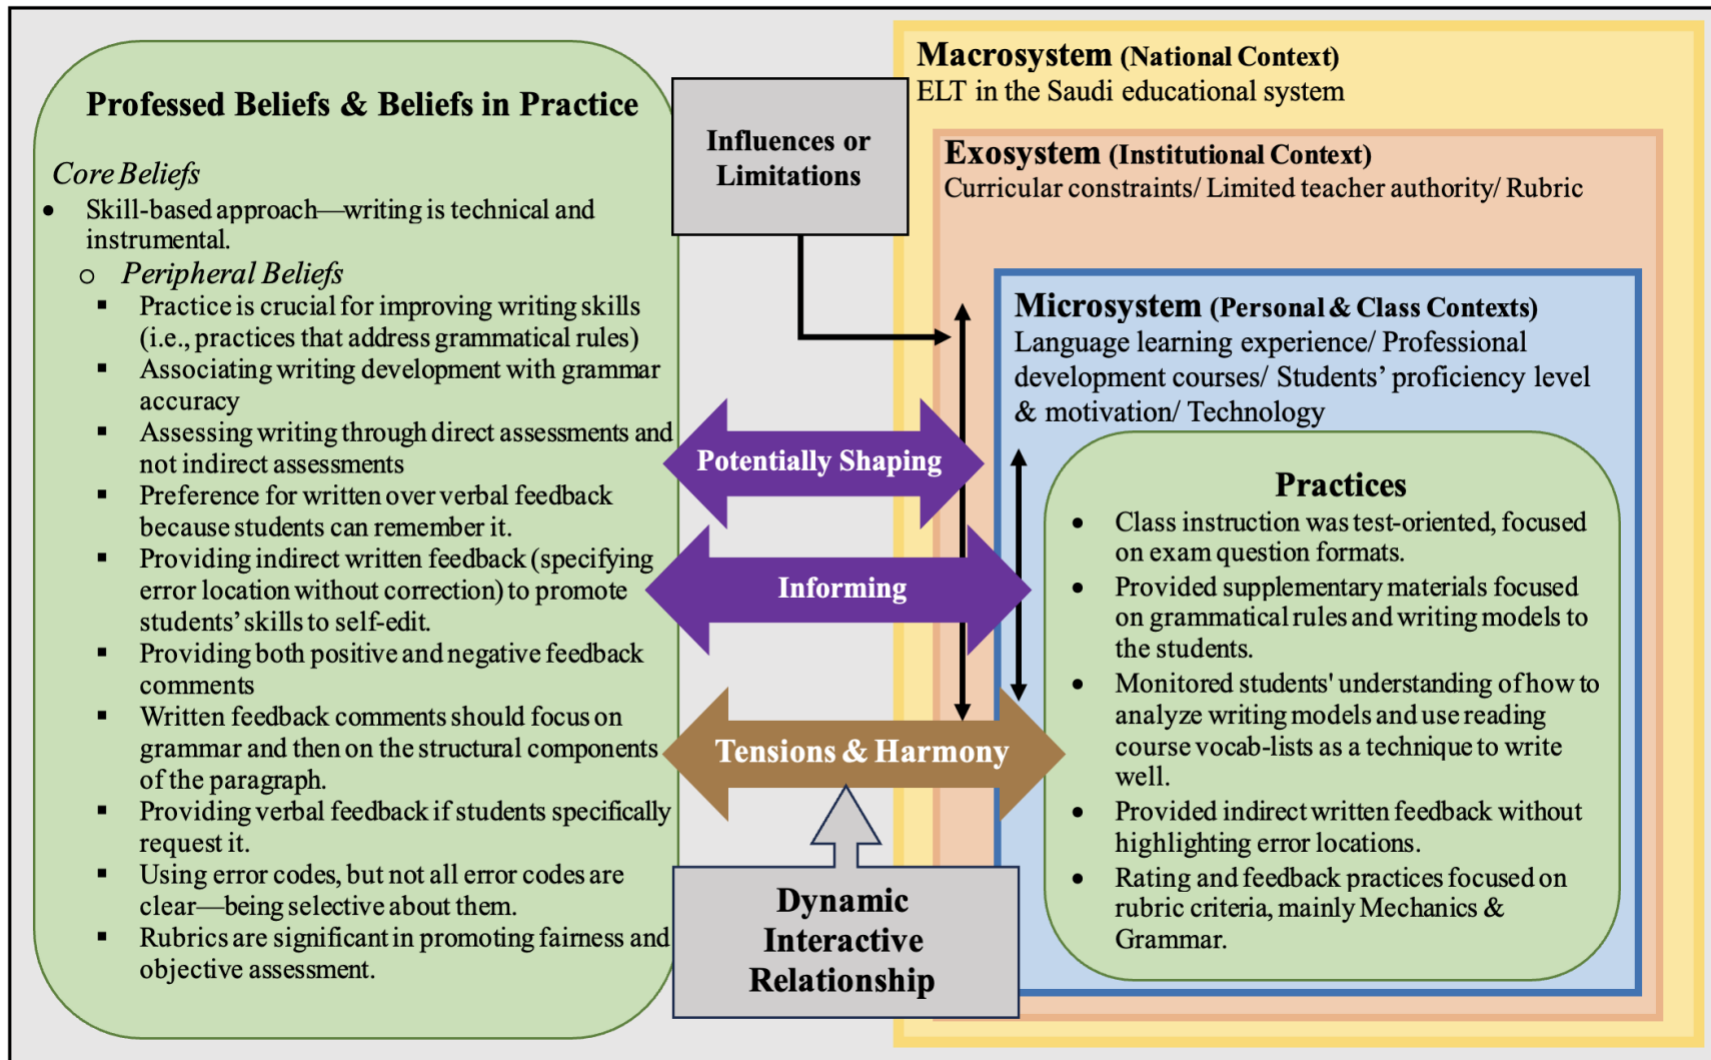 Professed Beliefs & Beliefs in Practice
Core Beliefs
• Skill-based approach—writing is technical and
instrumental.
o Peripheral Beliefs
▪ Practice is crucial for improving writing skills
(i.e., practices that address grammatical rules)
▪ Associating writing development with grammar
accuracy
▪ Assessing writing through direct assessments and
not indirect assessments
▪ Preference for written over verbal feedback
because students can remember it.
▪ Providing indirect written feedback (specifying
error location without correction) to promote
students' skills to self-edit.
▪ Providing both positive and negative feedback
comments
▪ Written feedback comments should focus on
grammar and then on the structural components
of the paragraph.
▪ Providing verbal feedback if students specifically
request it.
▪ Using error codes, but not all error codes are
clear—being selective about them.
▪ Rubrics are significant in promoting fairness and
objective assessment.
Influences or
Limitations
Potentially Shaping
Informing
Tensions & Harmony
Dynamic
Interactive
Relationship
Macrosystem (National Context)
ELT in the Saudi educational system
Exosystem (Institutional Context)
Curricular constraints/ Limited teacher authority/ Rubric
Microsystem (Personal & Class Contexts)
Language learning experience/ Professional
development courses/ Students' proficiency level
& motivation/ Technology
Practices
• Class instruction was test-oriented, focused
on exam question formats.
• Provided supplementary materials focused
on grammatical rules and writing models to
the students.
• Monitored students' understanding of how to
analyze writing models and use reading
course vocab-lists as a technique to write
well.
• Provided indirect written feedback without
highlighting error locations.
• Rating and feedback practices focused on
rubric criteria, mainly Mechanics &
Grammar.